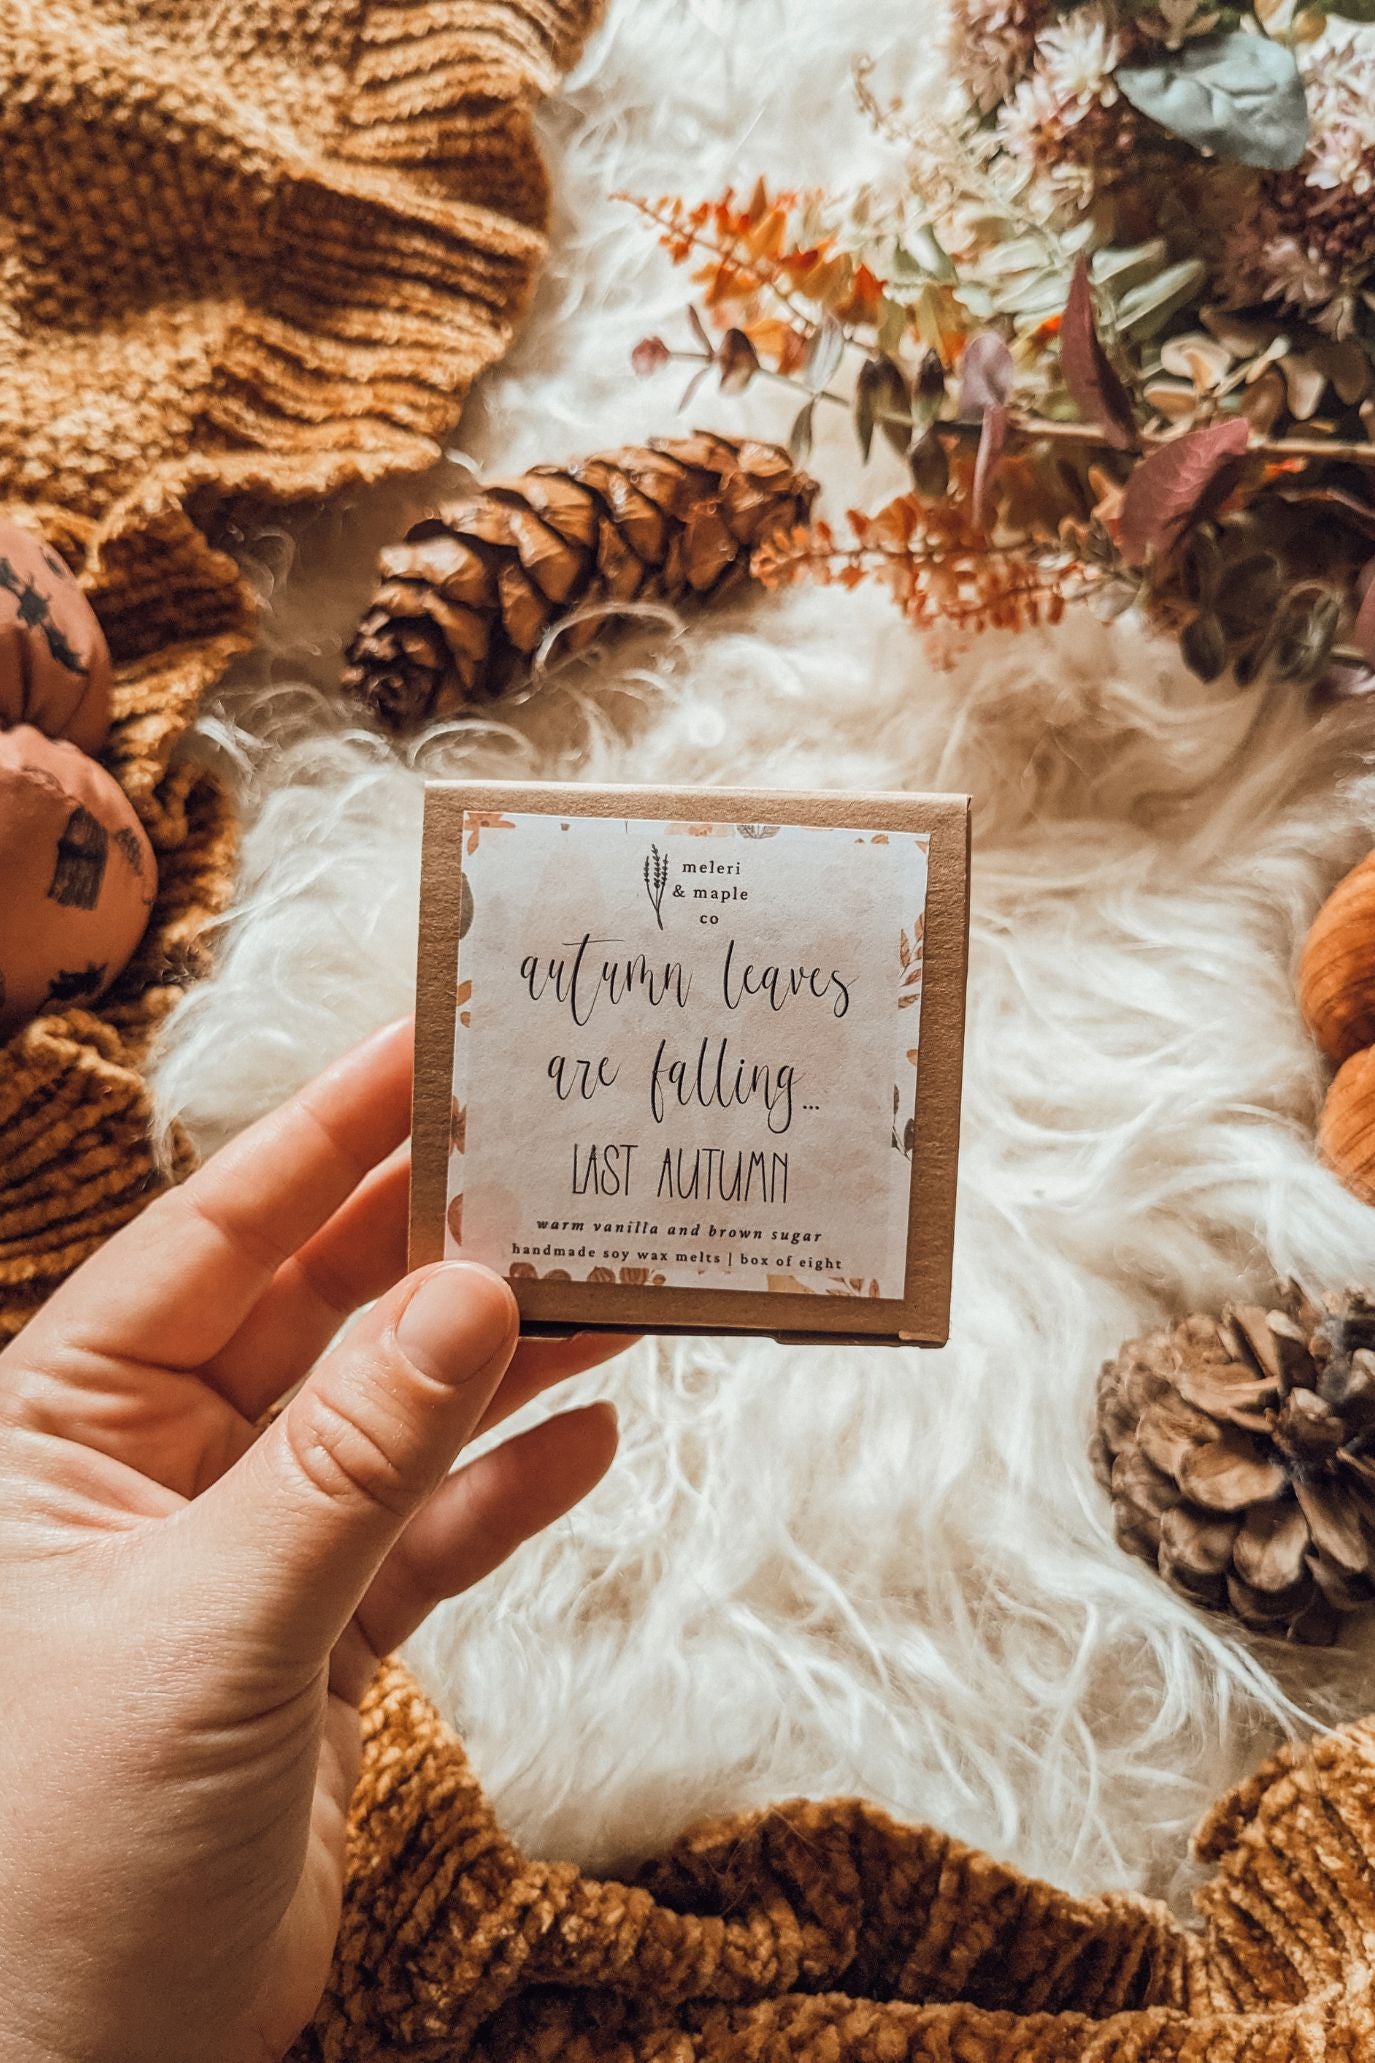 meleri
& maple
co
autumn leaves
are falling...
LAST AUTUMN
warm vanilla and brown sugar
handmade soy wax melts | box of eight